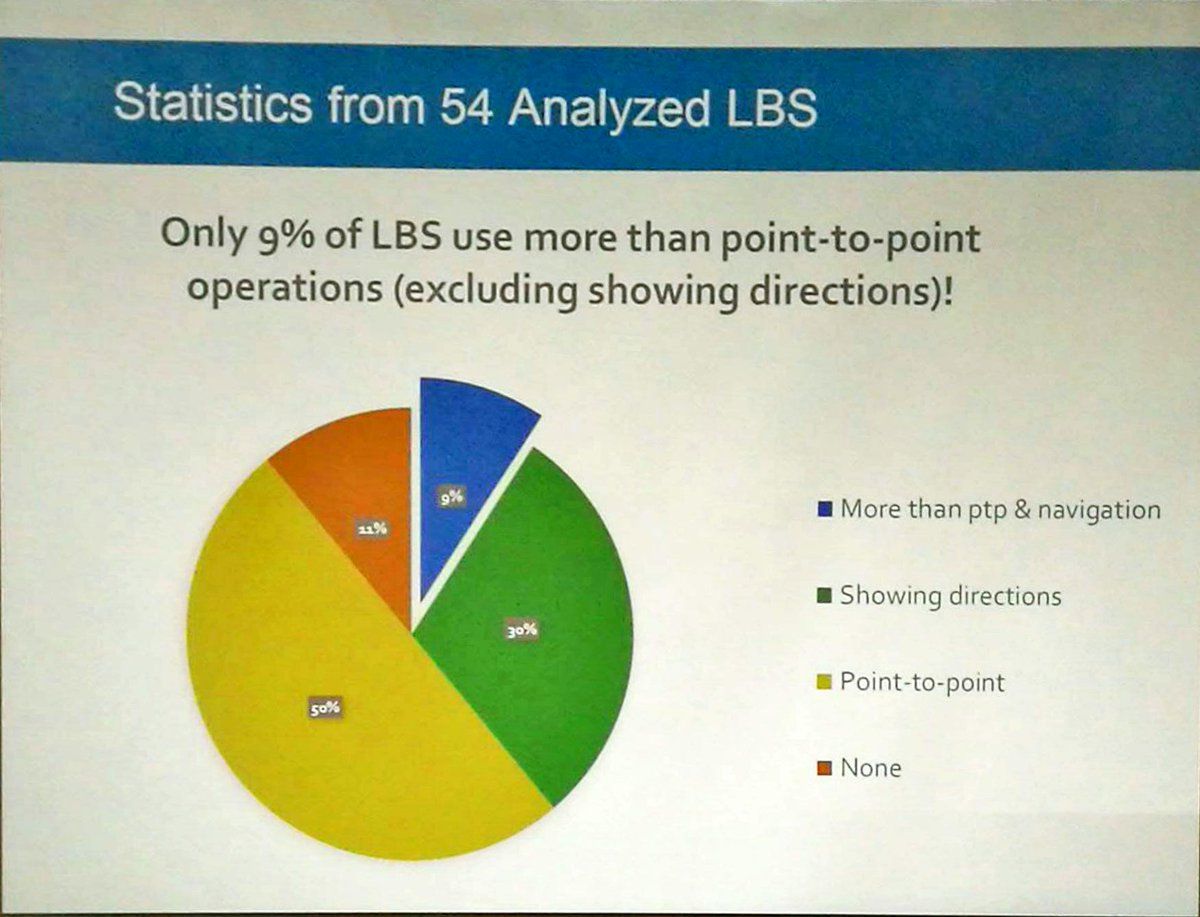 Statistics from 54 Analyzed LBS
Only 9% of LBS use more than point-to-point
operations (excluding showing directions)!
9%
11%
30%
50%
More than ptp & navigation
Showing directions
Point-to-point
None